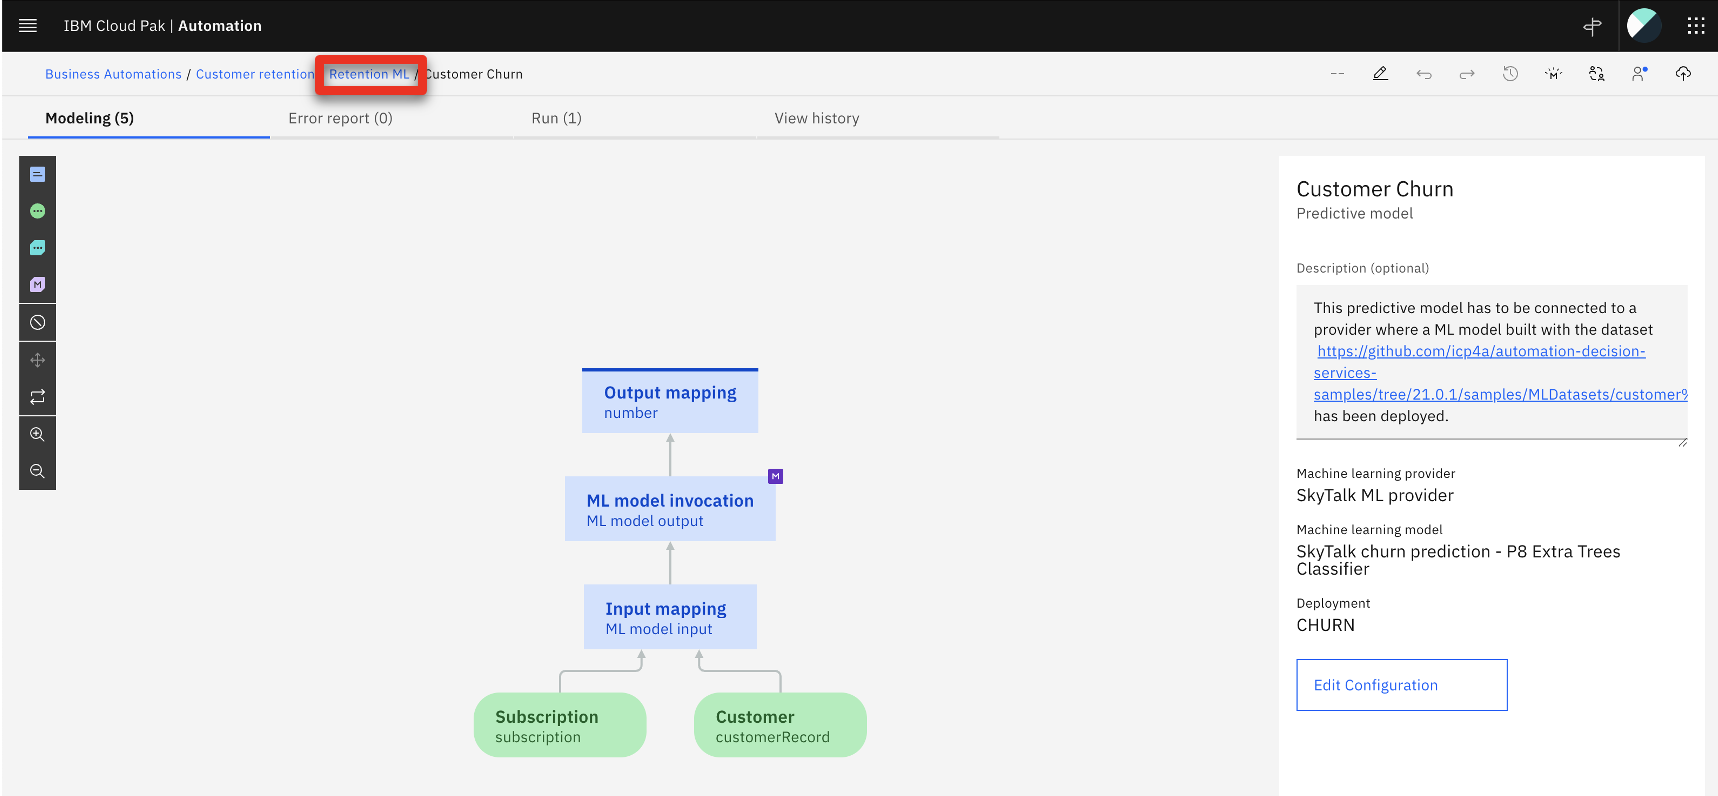 IBM Cloud Pak | Automation
Business Automations / Customer retention Retention ML / Customer Churn
Modeling (5) Error report (0) Run (1) View history
M
Output mapping
number
M
ML model invocation
ML model output
Input mapping
ML model input
Subscription
subscription
Customer
customerRecord
Customer Churn
Predictive model
Description (optional)
This predictive model has to be connected to a
provider where a ML model built with the dataset
https://github.com/icp4a/automation-decision-
services-
samples/tree/21.0.1/samples/MLDatasets/customer%
has been deployed.
Machine learning provider
SkyTalk ML provider
Machine learning model
SkyTalk churn prediction - P8 Extra Trees
Classifier
Deployment
CHURN
Edit Configuration